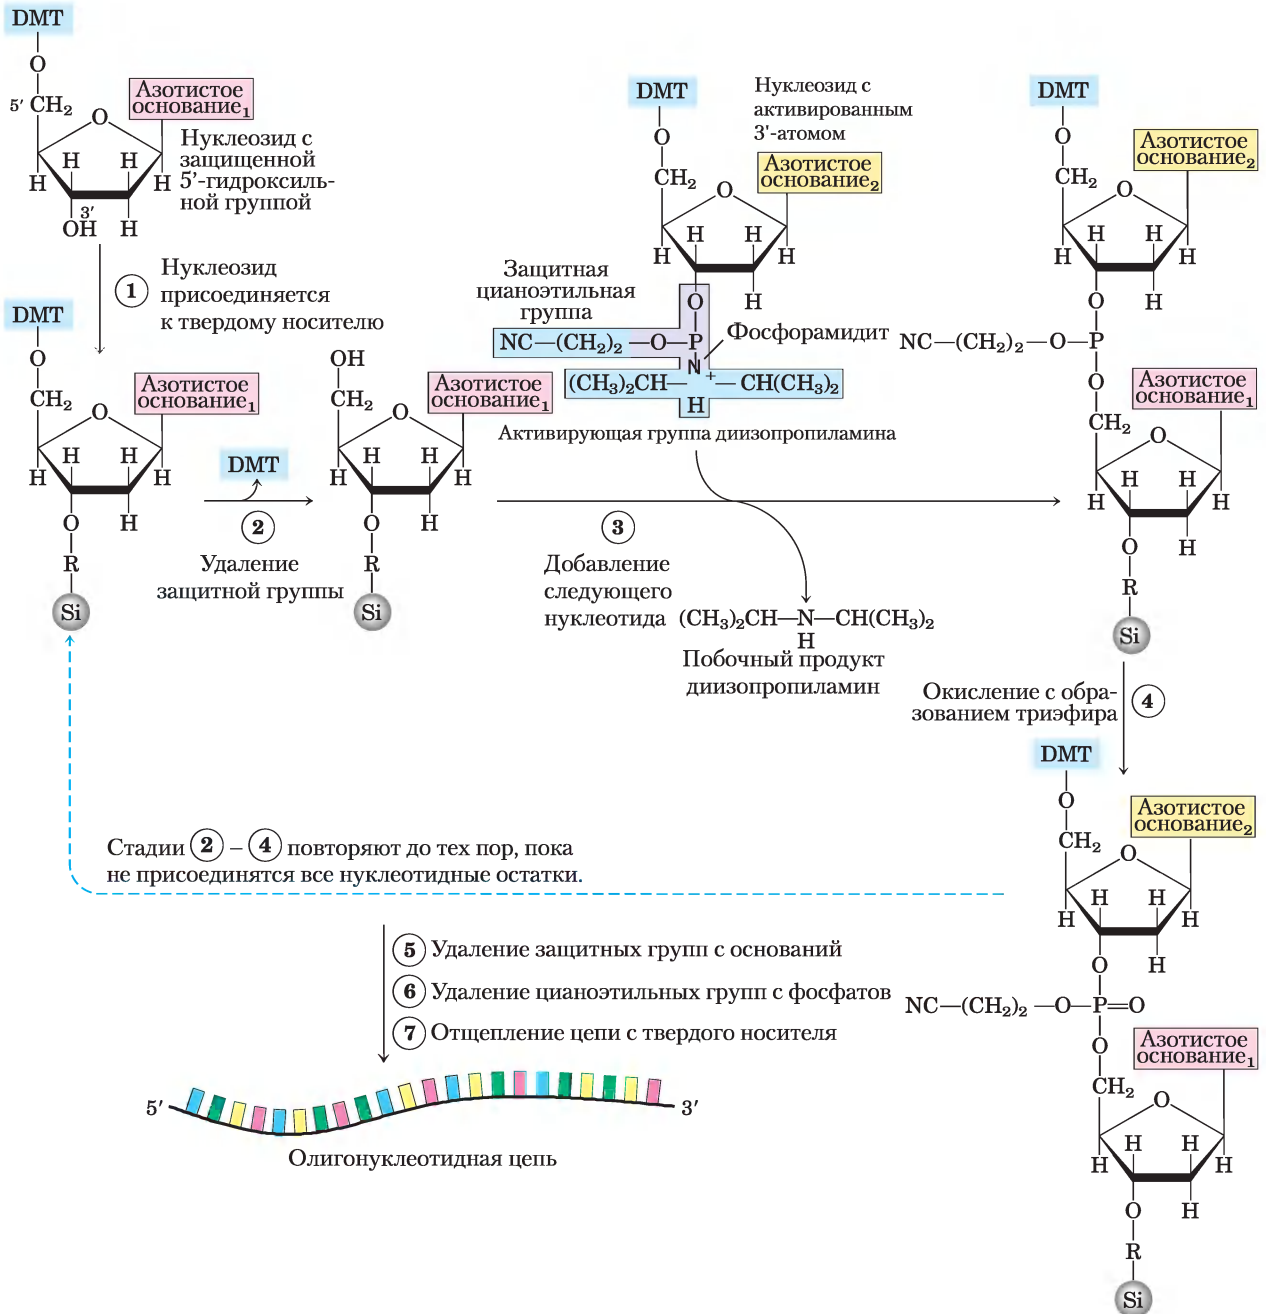 DMT
O
5′ CH₂
Азотистое
основание₁
O
Нуклеозид с
защищенной
5′-гидроксиль-
ной группой
H
H
H
H
3′
OH
H
1
Нуклеозид
присоединяется
к твердому носителю
DMT
O
CH₂
Азотистое
основание₁
O
H
H
H
H
O
H
R
Si
DMT
2
Удаление
защитной группы
OH
CH₂
Азотистое
основание₁
O
H
H
H
H
O
H
R
Si
DMT
Нуклеозид с
активированным
3'-атомом
O
Азотистое
основание₂
CH₂
O
H
H
H
H
H
Защитная
цианоэтильная
группа
O
Фосфорамидит
NC—(CH₂)₂—O—P
N
(CH₃)₂CH— + —CH(CH₃)₂
H
Активирующая группа диизопропиламина
3
Добавление
следующего
нуклеотида
(CH₃)₂CH—N—CH(CH₃)₂
H
Побочный продукт
диизопропиламин
DMT
O
Азотистое
основание₂
CH₂
O
H
H
H
H
O
H
NC—(CH₂)₂—O—P
O
Азотистое
основание₁
CH₂
O
H
H
H
H
O
H
R
Si
Окисление с обра-
зованием триэфира
4
DMT
O
Азотистое
основание₂
CH₂
O
H
H
H
H
O
H
NC—(CH₂)₂—O—P=O
O
Азотистое
основание₁
CH₂
O
H
H
H
H
O
H
R
Si
Стадии 2 – 4 повторяют до тех пор, пока
не присоединятся все нуклеотидные остатки.
5 Удаление защитных групп с оснований
6 Удаление цианоэтильных групп с фосфатов
7 Отщепление цепи с твердого носителя
5′
3′
Олигонуклеотидная цепь